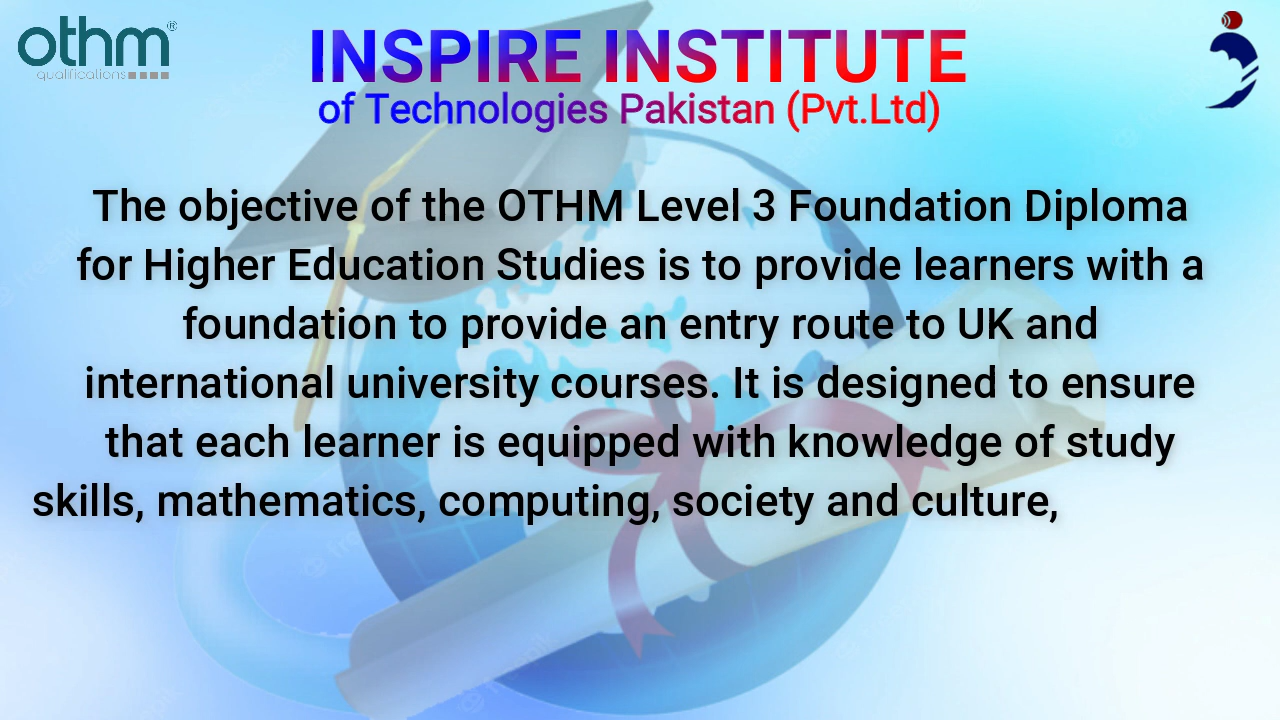 othm®
qualifications
INSPIRE INSTITUTE
of Technologies Pakistan (Pvt.Ltd)
The objective of the OTHM Level 3 Foundation Diploma
for Higher Education Studies is to provide learners with a
foundation to provide an entry route to UK and
international university courses. It is designed to ensure
that each learner is equipped with knowledge of study
skills, mathematics, computing, society and culture,